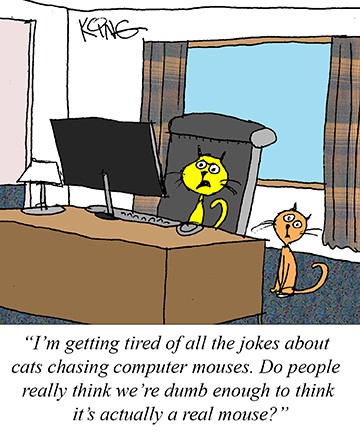 “I’m getting tired of all the jokes about
cats chasing computer mouses. Do people
really think we’re dumb enough to think
it’s actually a real mouse?”